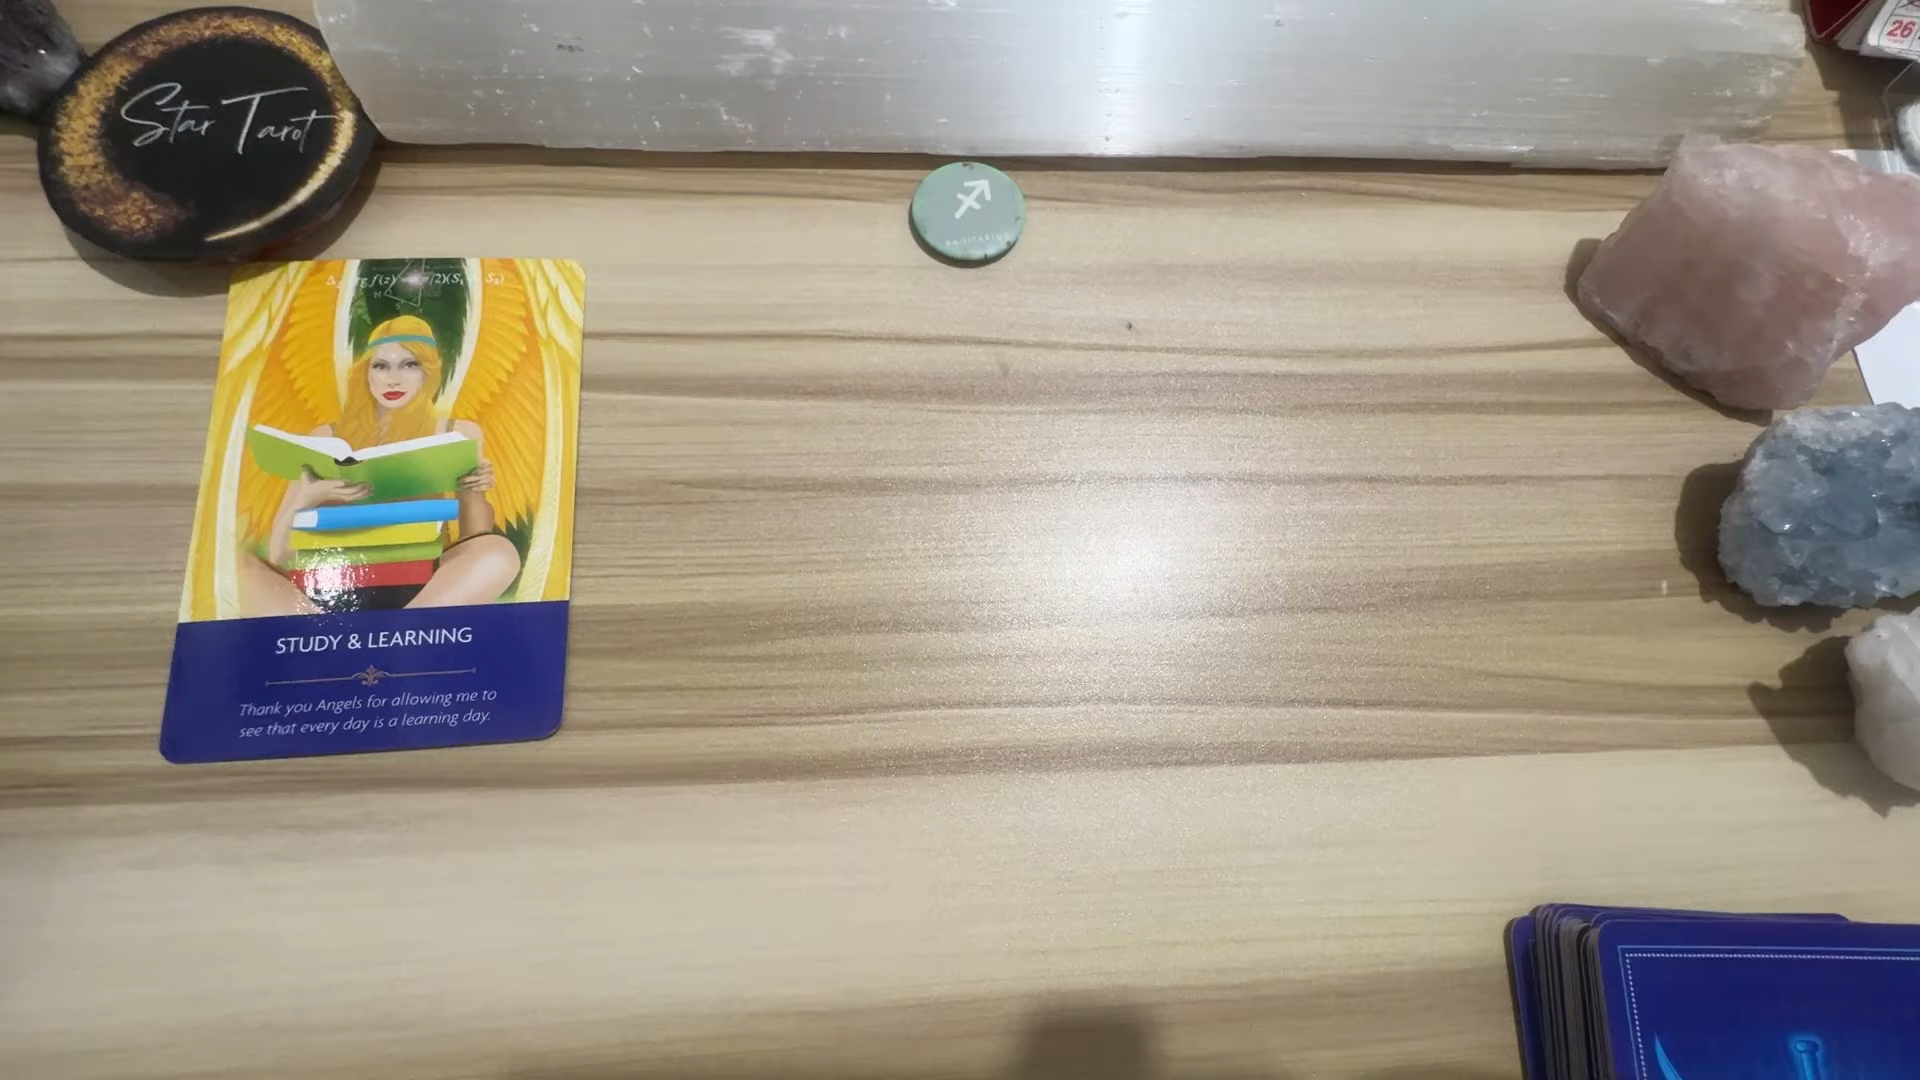 Star Tarot
26
SAGITTARIUS
STUDY & LEARNING
Thank you Angels for allowing me to
see that every day is a learning day.